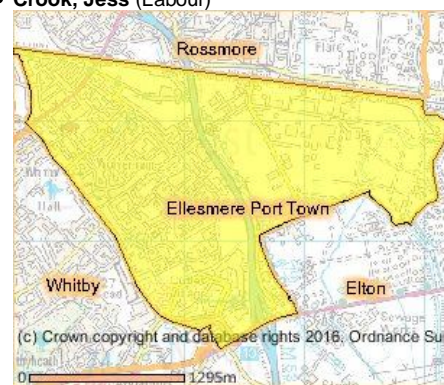 Crook, Jess (Labour)
Rossmore
Ellesmere Port Town
Whitby
Elton
(c) Crown copyright and database rights 2016. Ordnance Su
0 1295m